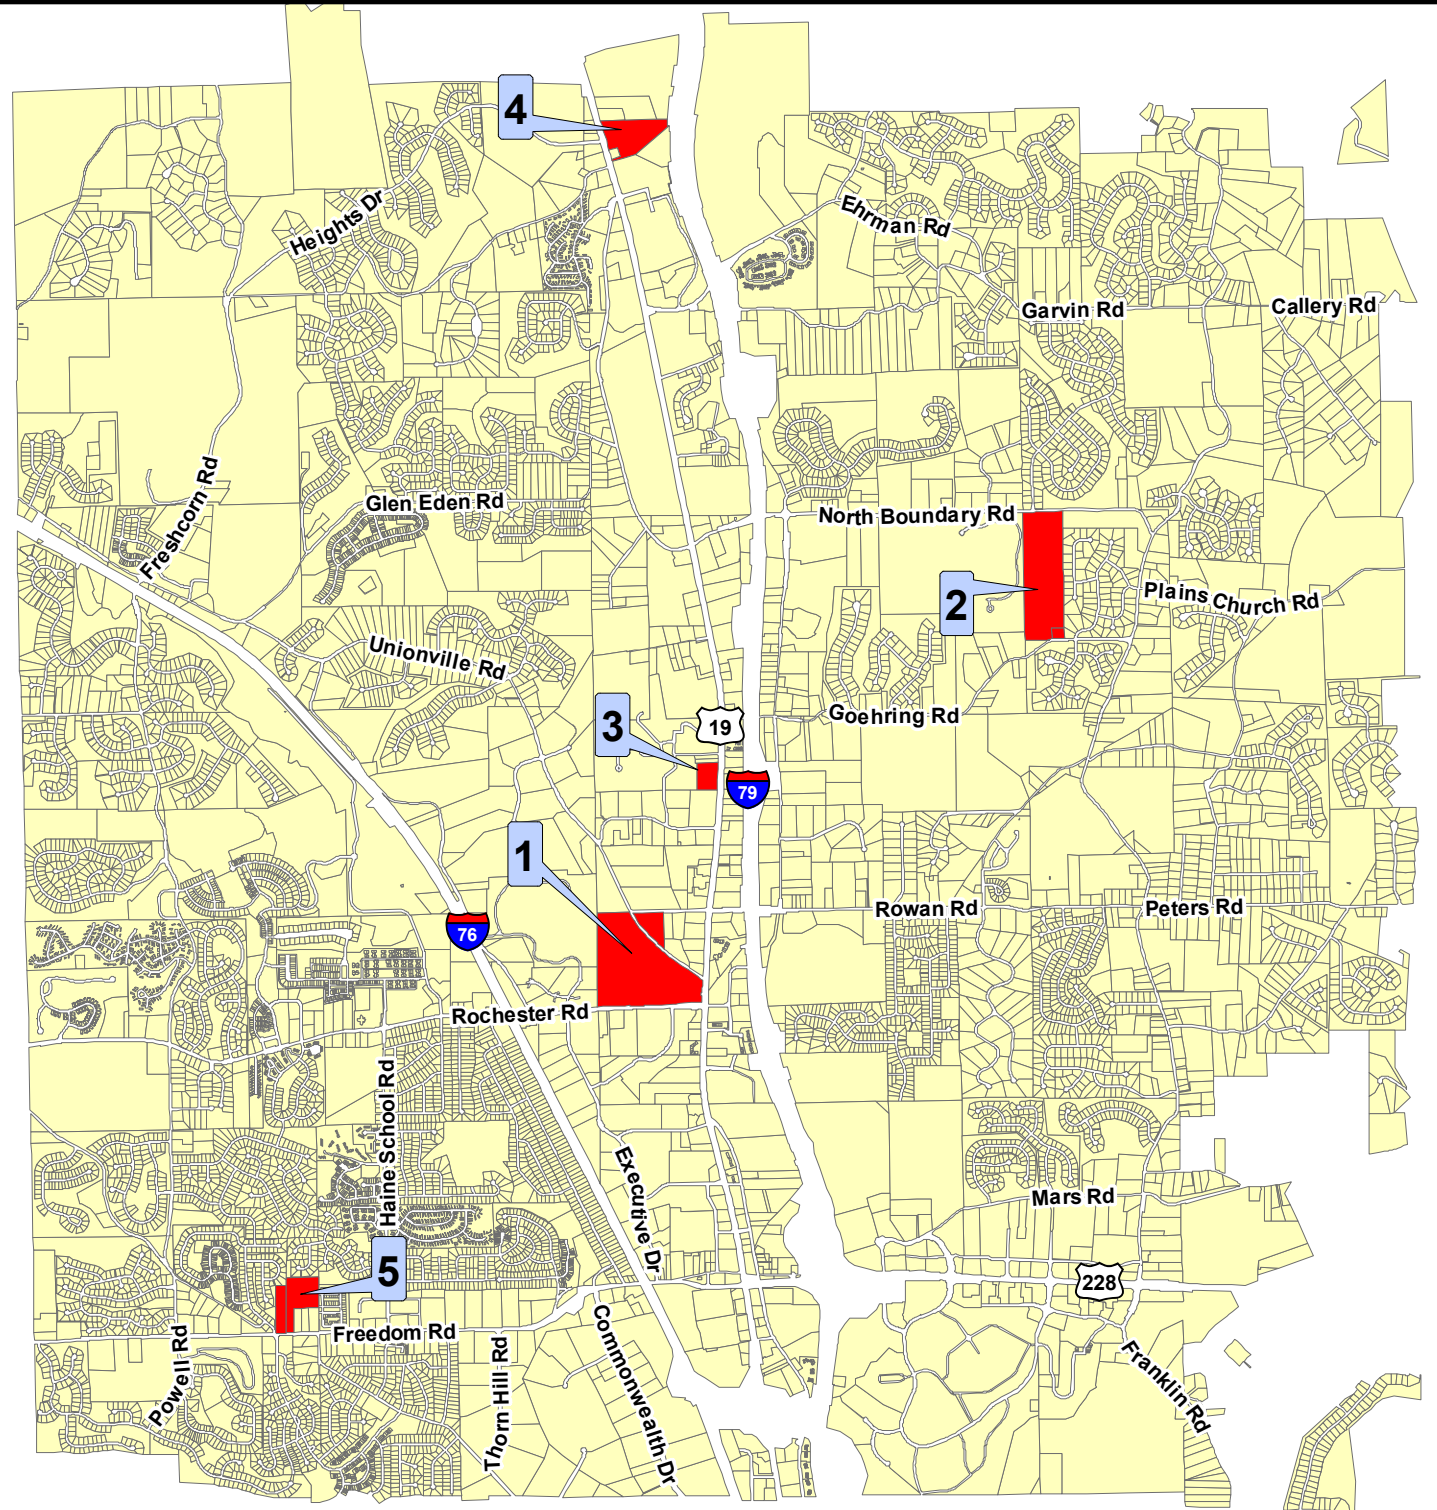 4
Heights Dr
Ehrman Rd
Garvin Rd
Callery Rd
Freshcorn Rd
Glen Eden Rd
North Boundary Rd
2
Plains Church Rd
Unionville Rd
3
19
Goehring Rd
79
1
76
Rowan Rd
Peters Rd
Rochester Rd
Haine School Rd
Executive Dr
Mars Rd
5
228
Freedom Rd
Powell Rd
Thorn Hill Rd
Commonwealth Dr
Franklin Rd